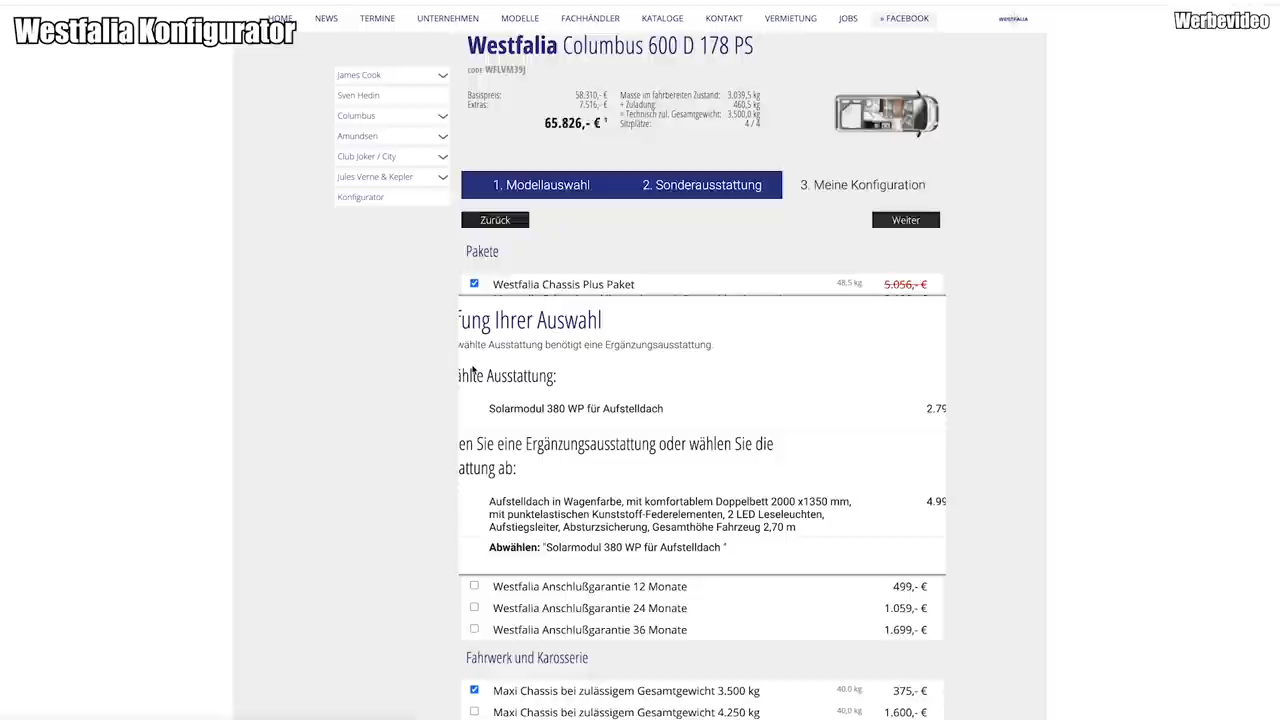 Westfalia Konfigurator
HOME NEWS TERMINE UNTERNEHMEN MODELLE FACHHÄNDLER KATALOGE KONTAKT VERMIETUNG JOBS » FACEBOOK
WESTFALIA
Werbevideo
Westfalia Columbus 600 D 178 PS
CODE: WFLVM39J
James Cook
Sven Hedin
Columbus
Amundsen
Club Joker / City
Jules Verne & Kepler
Konfigurator
Basispreis: 58.310,- €
Extras: 7.516,- €
65.826,- € ¹
Masse im fahrbereiten Zustand: 3.039,5 kg
+ Zuladung: 460,5 kg
= Technisch zul. Gesamtgewicht: 3.500,0 kg
Sitzplätze: 4 / 4
1. Modellauswahl 2. Sonderausstattung 3. Meine Konfiguration
Zurück Weiter
Pakete
Westfalia Chassis Plus Paket 48,5 kg 5.056,- €
fung Ihrer Auswahl
wählte Ausstattung benötigt eine Ergänzungsausstattung.
ählte Ausstattung:
Solarmodul 380 WP für Aufstelldach 2.79
en Sie eine Ergänzungsausstattung oder wählen Sie die
attung ab:
Aufstelldach in Wagenfarbe, mit komfortablem Doppelbett 2000 x1350 mm, 4.99
mit punktelastischen Kunststoff-Federelementen, 2 LED Leseleuchten,
Aufstiegsleiter, Absturzsicherung, Gesamthöhe Fahrzeug 2,70 m
Abwählen: "Solarmodul 380 WP für Aufstelldach "
Westfalia Anschlußgarantie 12 Monate 499,- €
Westfalia Anschlußgarantie 24 Monate 1.059,- €
Westfalia Anschlußgarantie 36 Monate 1.699,- €
Fahrwerk und Karosserie
Maxi Chassis bei zulässigem Gesamtgewicht 3.500 kg 40,0 kg 375,- €
Maxi Chassis bei zulässigem Gesamtgewicht 4.250 kg 40,0 kg 1.600,- €